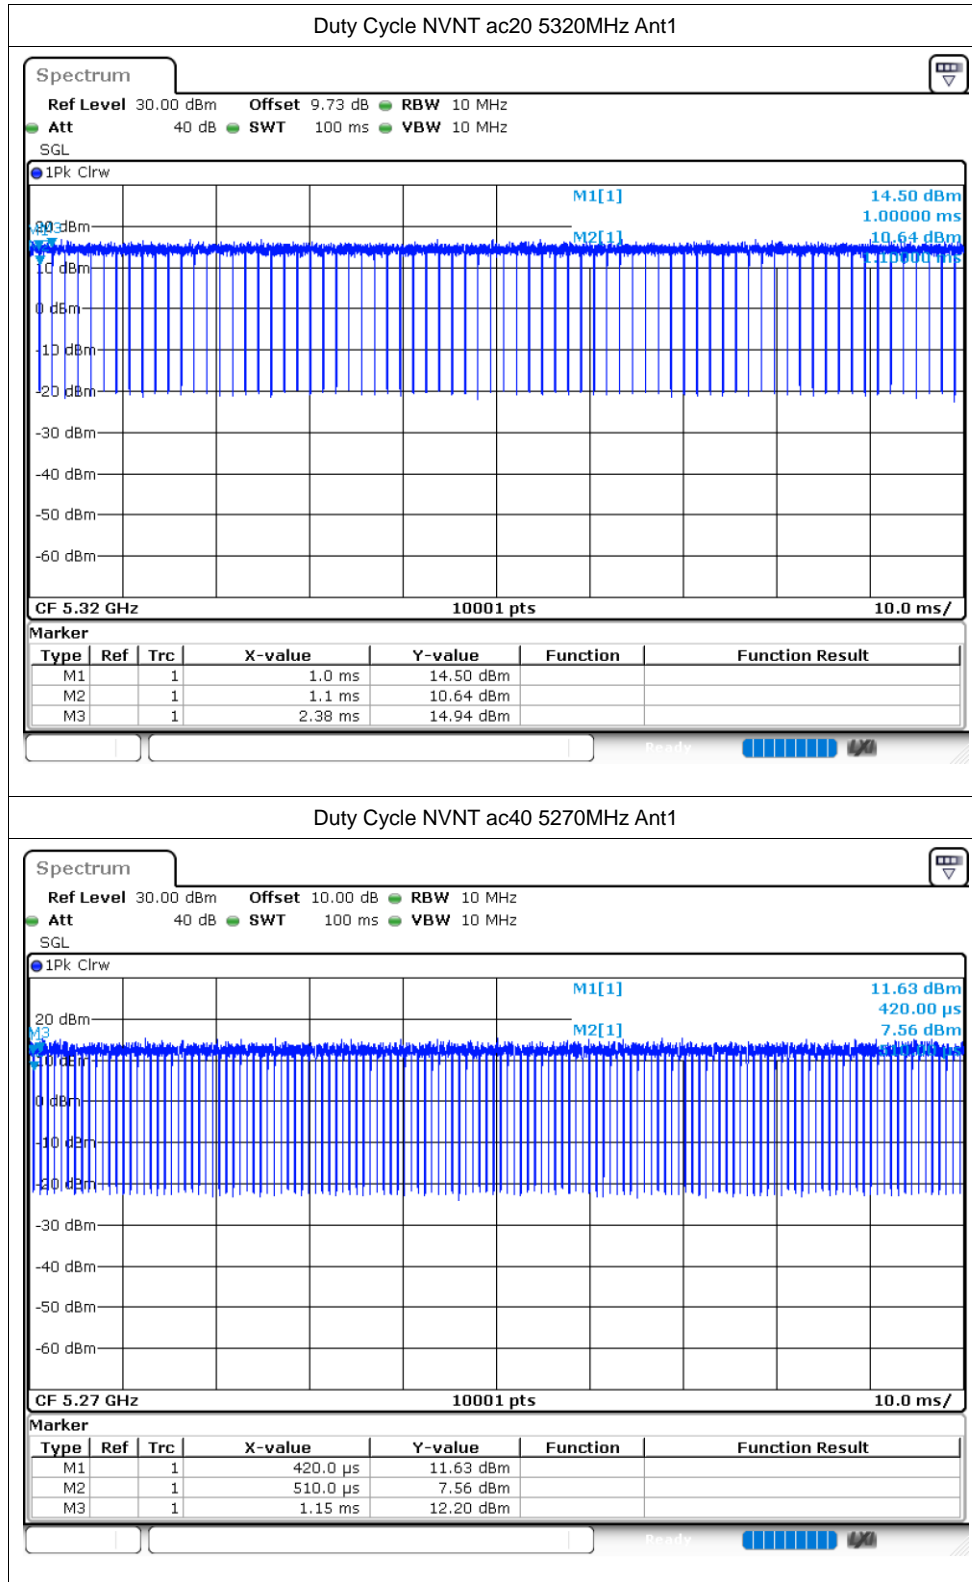 Duty Cycle NVNT ac20 5320MHz Ant1
Spectrum
Ref Level 30.00 dBm Offset 9.73 dB RBW 10 MHz
Att 40 dB SWT 100 ms VBW 10 MHz
SGL
1Pk Clrw
M1[1] 14.50 dBm
1.00000 ms
20 dBm
M2[1] 10.64 dBm
10 dBm
0 dBm
-10 dBm
-20 dBm
-30 dBm
-40 dBm
-50 dBm
-60 dBm
CF 5.32 GHz 10001 pts 10.0 ms/
Marker
Type Ref Trc X-value Y-value Function Function Result
M1 1 1.0 ms 14.50 dBm
M2 1 1.1 ms 10.64 dBm
M3 1 2.38 ms 14.94 dBm
Ready LXI
Duty Cycle NVNT ac40 5270MHz Ant1
Spectrum
Ref Level 30.00 dBm Offset 10.00 dB RBW 10 MHz
Att 40 dB SWT 100 ms VBW 10 MHz
SGL
1Pk Clrw
M1[1] 11.63 dBm
420.00 µs
20 dBm
M3 M2[1] 7.56 dBm
10 dBm
0 dBm
-10 dBm
-20 dBm
-30 dBm
-40 dBm
-50 dBm
-60 dBm
CF 5.27 GHz 10001 pts 10.0 ms/
Marker
Type Ref Trc X-value Y-value Function Function Result
M1 1 420.0 µs 11.63 dBm
M2 1 510.0 µs 7.56 dBm
M3 1 1.15 ms 12.20 dBm
Ready LXI